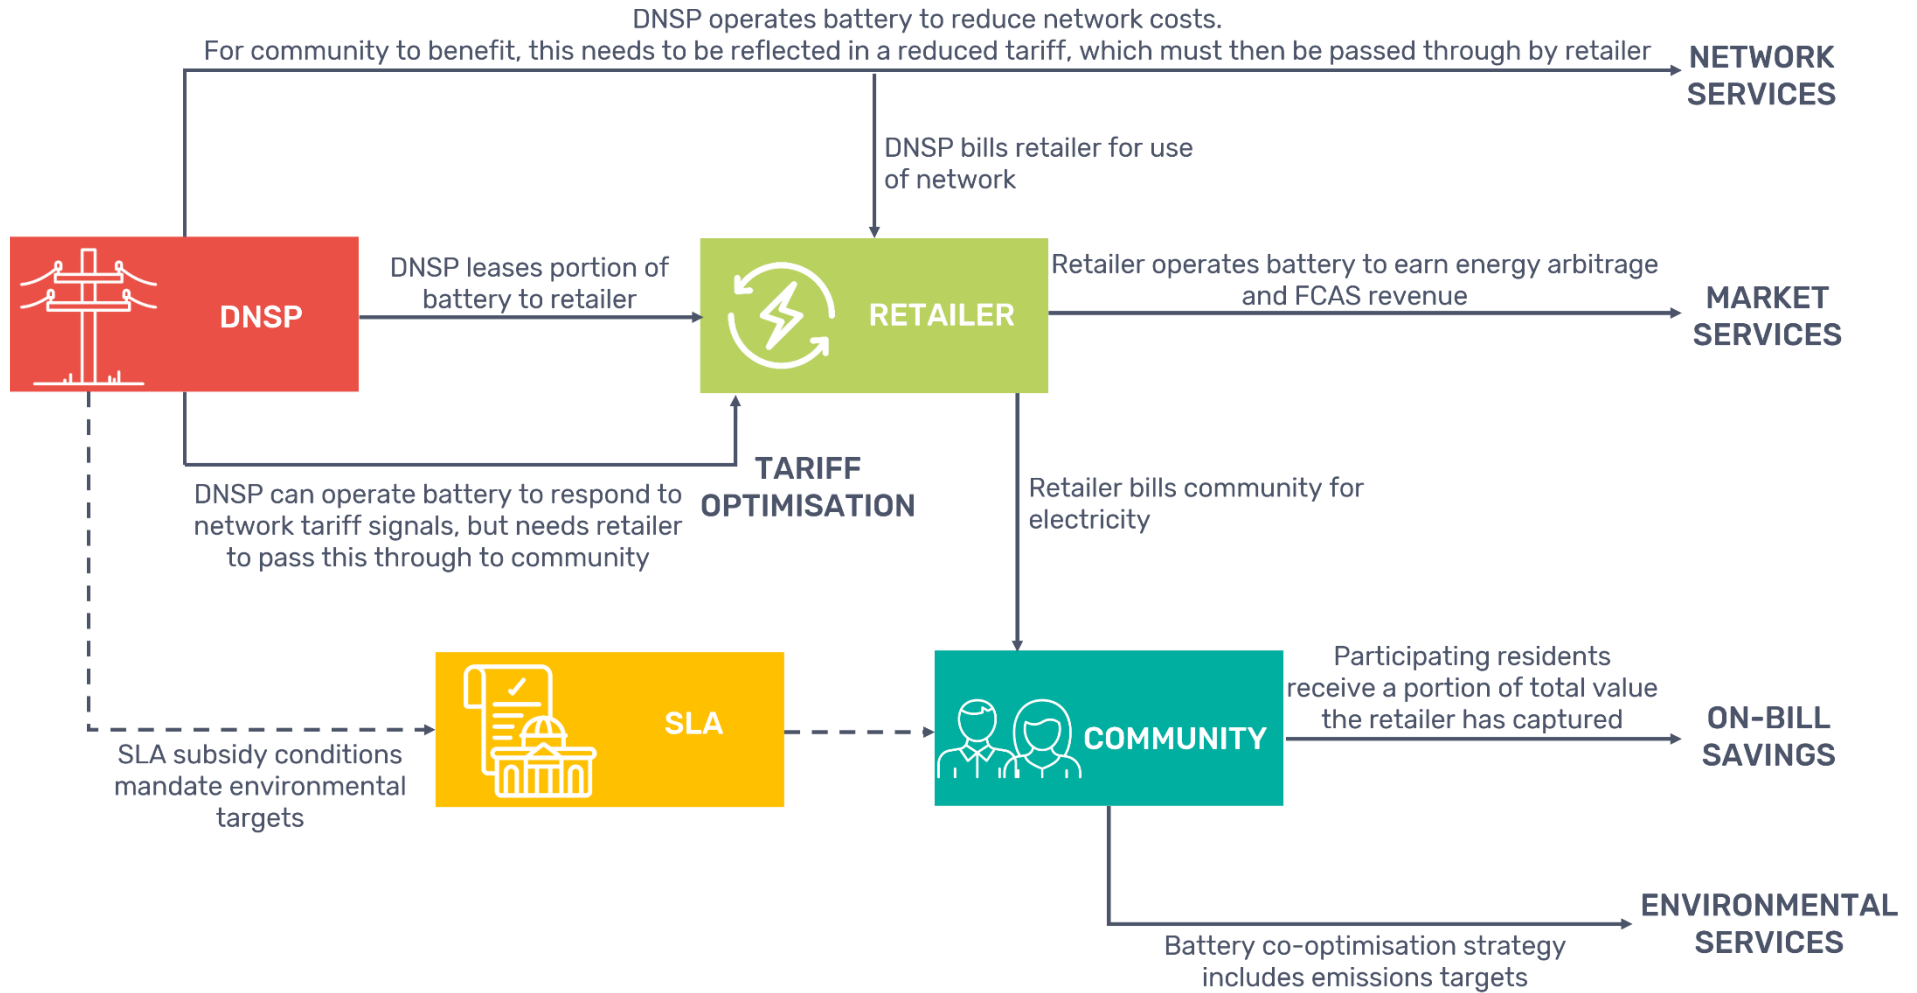 DNSP operates battery to reduce network costs.
For community to benefit, this needs to be reflected in a reduced tariff, which must then be passed through by retailer
NETWORK
SERVICES
DNSP bills retailer for use
of network
DNSP
DNSP leases portion of
battery to retailer
RETAILER
Retailer operates battery to earn energy arbitrage
and FCAS revenue
MARKET
SERVICES
TARIFF
OPTIMISATION
DNSP can operate battery to respond to
network tariff signals, but needs retailer
to pass this through to community
Retailer bills community for
electricity
SLA subsidy conditions
mandate environmental
targets
SLA
COMMUNITY
Participating residents
receive a portion of total value
the retailer has captured
ON-BILL
SAVINGS
Battery co-optimisation strategy
includes emissions targets
ENVIRONMENTAL
SERVICES